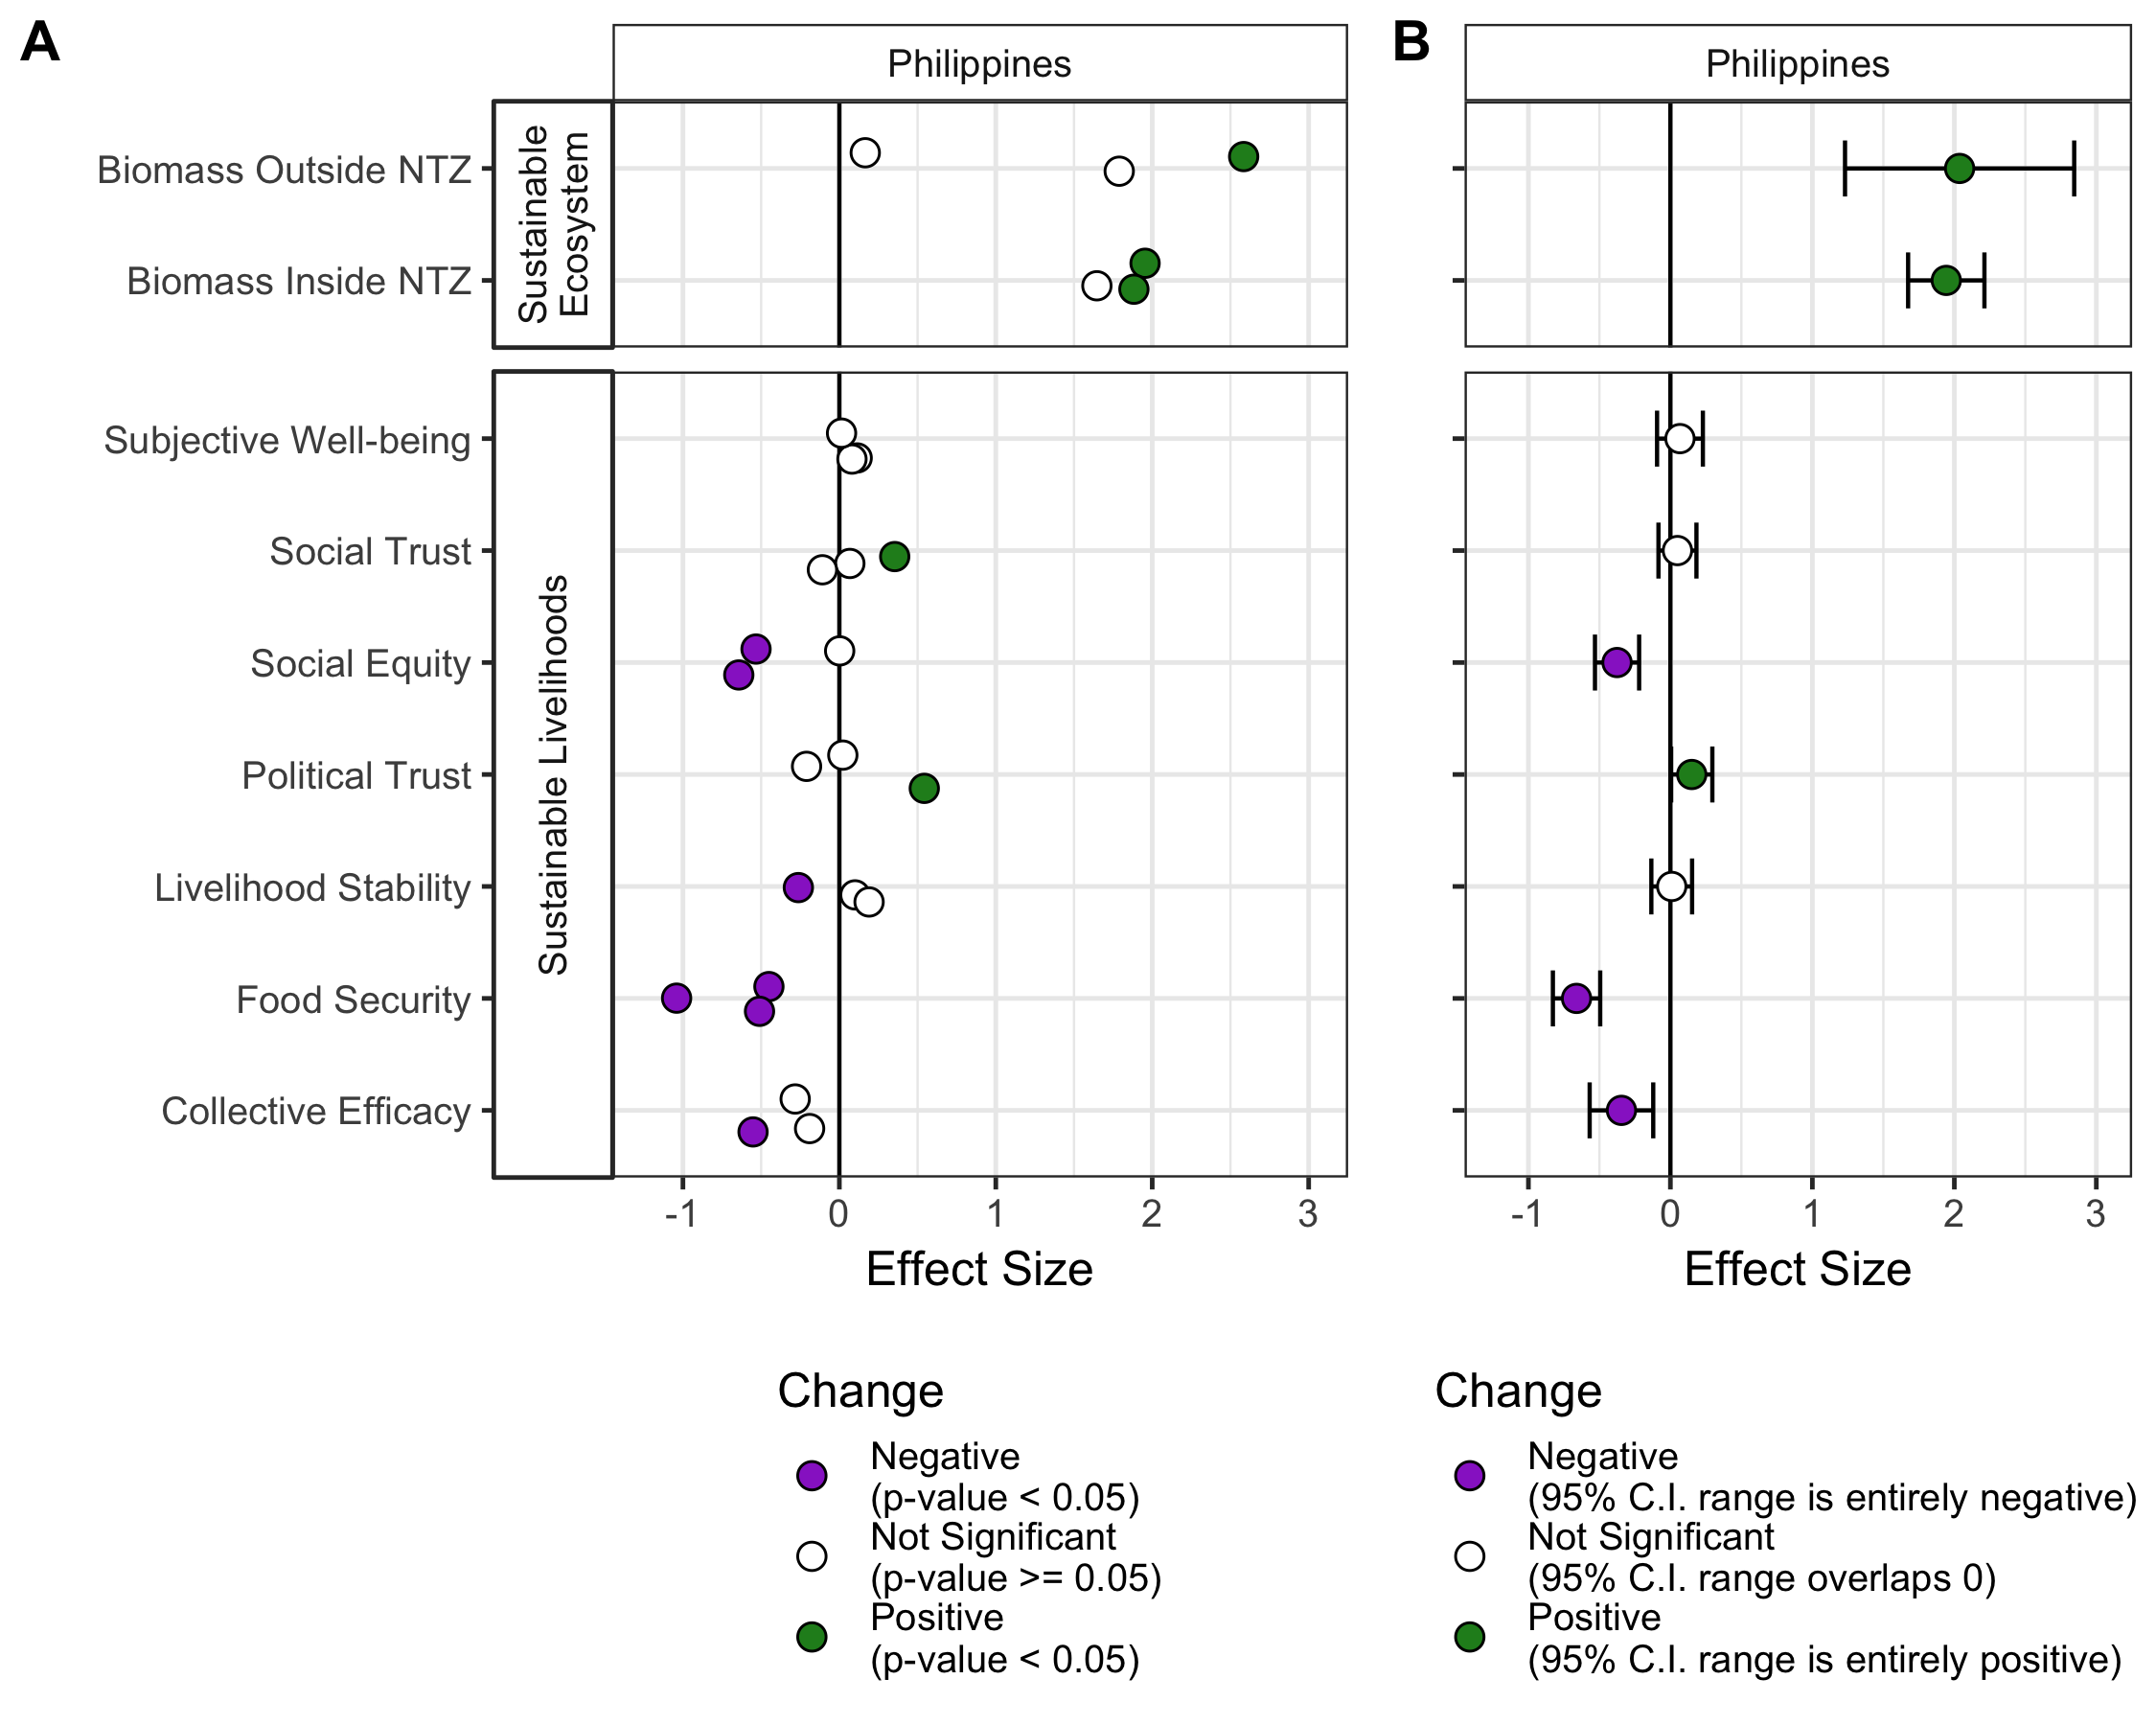 A
B
Philippines
Philippines
Sustainable
Ecosystem
Biomass Outside NTZ
Biomass Inside NTZ
Sustainable Livelihoods
Subjective Well-being
Social Trust
Social Equity
Political Trust
Livelihood Stability
Food Security
Collective Efficacy
-1 0 1 2 3
-1 0 1 2 3
Effect Size
Effect Size
Change
Negative
(p-value < 0.05)
Not Significant
(p-value >= 0.05)
Positive
(p-value < 0.05)
Change
Negative
(95% C.I. range is entirely negative)
Not Significant
(95% C.I. range overlaps 0)
Positive
(95% C.I. range is entirely positive)